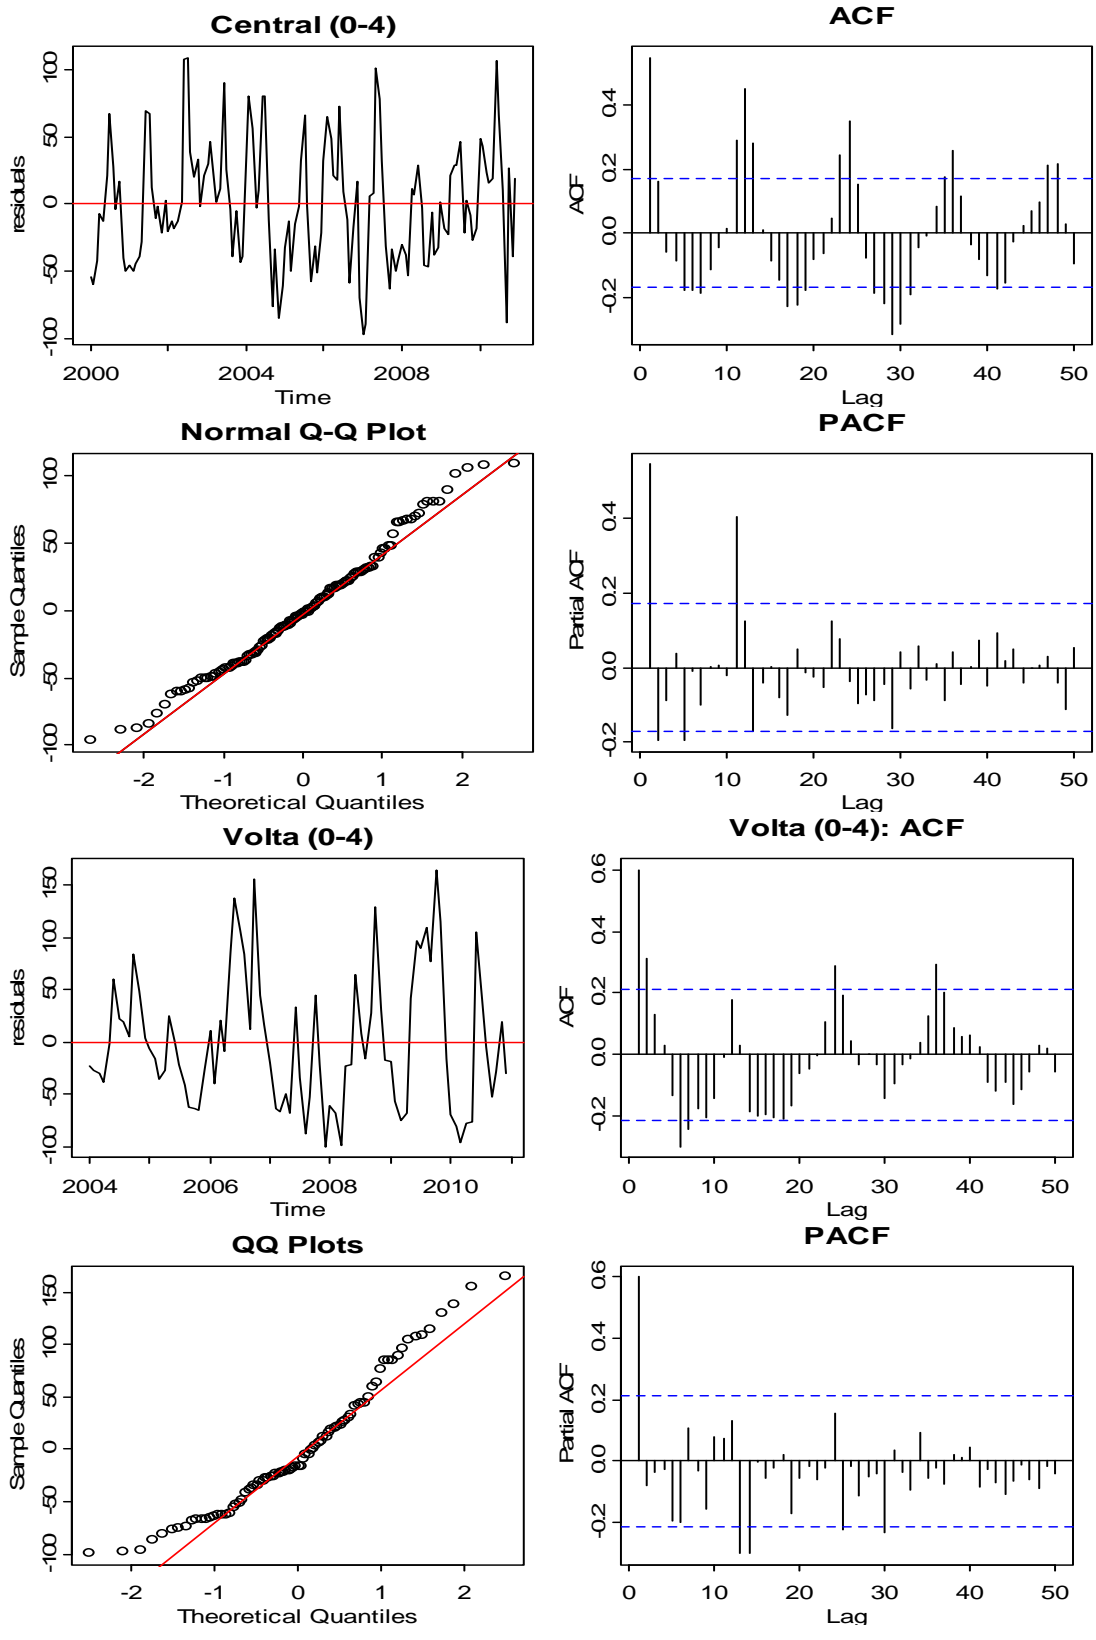 Central (0-4)
residuals
-100 -50 0 50 100
2000 2004 2008
Time
ACF
ACF
-0.2 0.0 0.2 0.4
0 10 20 30 40 50
Lag
Normal Q-Q Plot
Sample Quantiles
-100 -50 0 50 100
-2 -1 0 1 2
Theoretical Quantiles
PACF
Partial ACF
-0.2 0.0 0.2 0.4
0 10 20 30 40 50
Lag
Volta (0-4)
residuals
-100 -50 0 50 100 150
2004 2006 2008 2010
Time
Volta (0-4): ACF
ACF
-0.2 0.0 0.2 0.4 0.6
0 10 20 30 40 50
Lag
QQ Plots
Sample Quantiles
-100 -50 0 50 100 150
-2 -1 0 1 2
Theoretical Quantiles
PACF
Partial ACF
-0.2 0.0 0.2 0.4 0.6
0 10 20 30 40 50
Lag